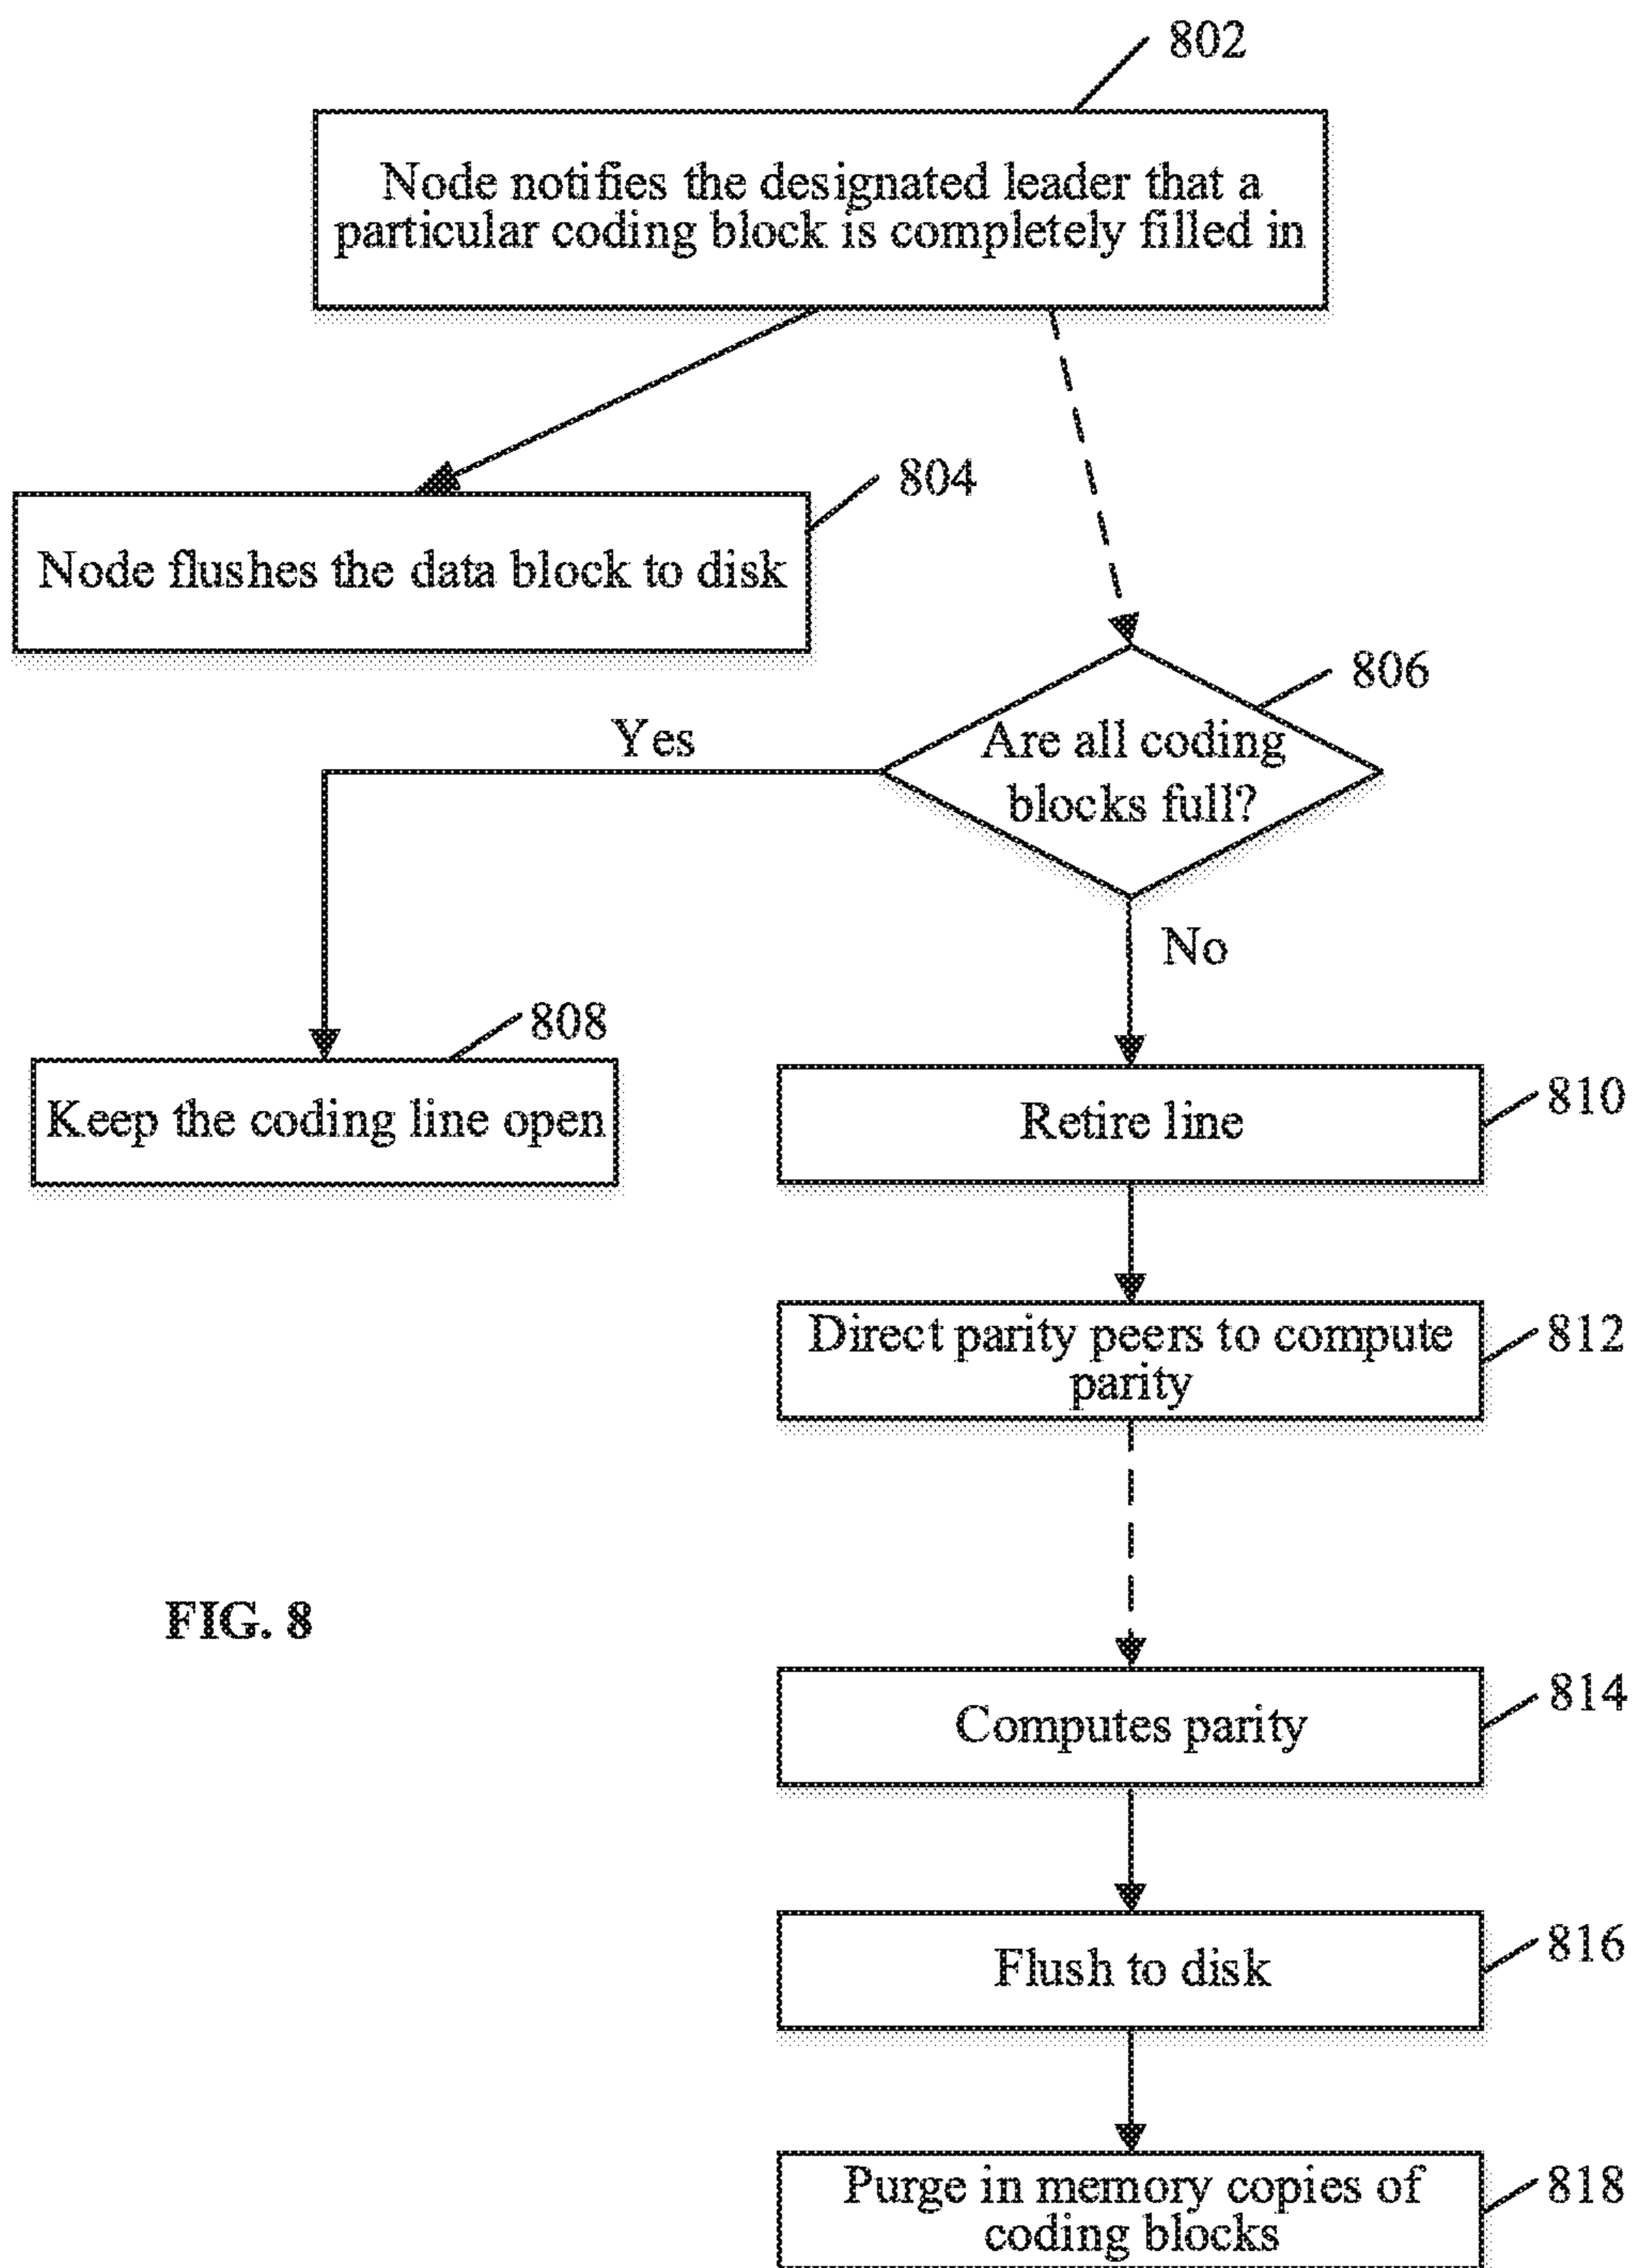 802
Node notifies the designated leader that a
particular coding block is completely filled in
804
Node flushes the data block to disk
806
Are all coding
blocks full?
Yes
No
808
Keep the coding line open
810
Retire line
812
Direct parity peers to compute
parity
FIG. 8
814
Computes parity
816
Flush to disk
818
Purge in memory copies of
coding blocks